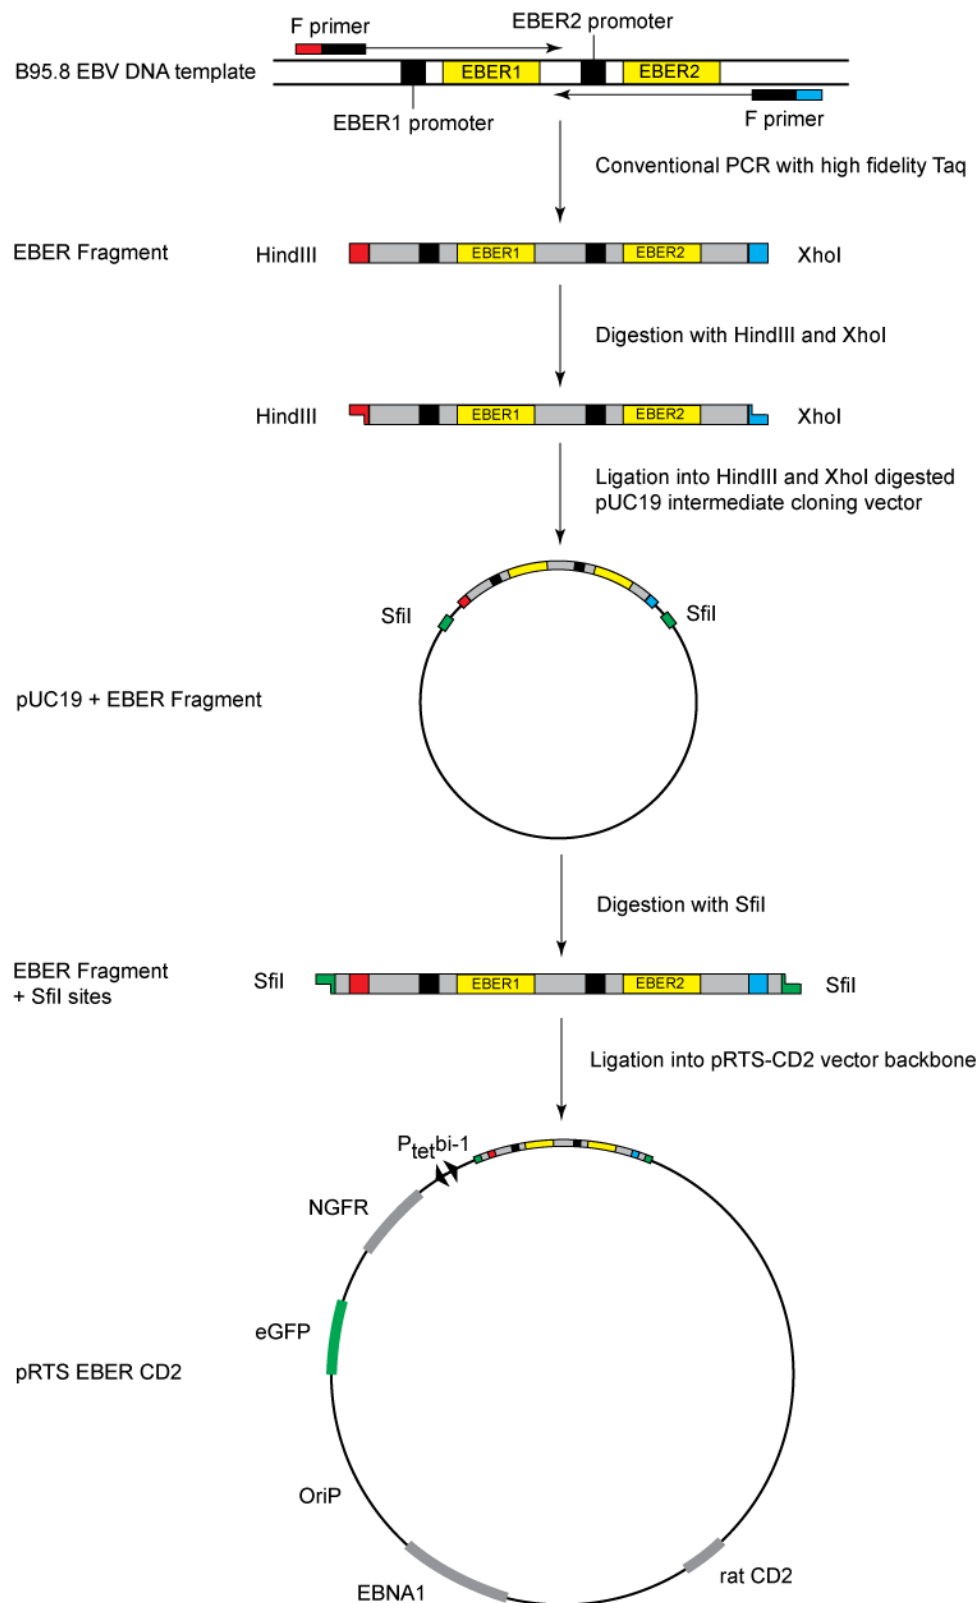 F primer
EBER2 promoter
B95.8 EBV DNA template
EBER1
EBER2
EBER1 promoter
F primer
Conventional PCR with high fidelity Taq
EBER Fragment
HindIII
EBER1
EBER2
XhoI
Digestion with HindIII and XhoI
HindIII
EBER1
EBER2
XhoI
Ligation into HindIII and XhoI digested
pUC19 intermediate cloning vector
SfiI
SfiI
pUC19 + EBER Fragment
Digestion with SfiI
EBER Fragment
+ SfiI sites
SfiI
EBER1
EBER2
SfiI
Ligation into pRTS-CD2 vector backbone
Ptetbi-1
NGFR
eGFP
pRTS EBER CD2
OriP
EBNA1
rat CD2